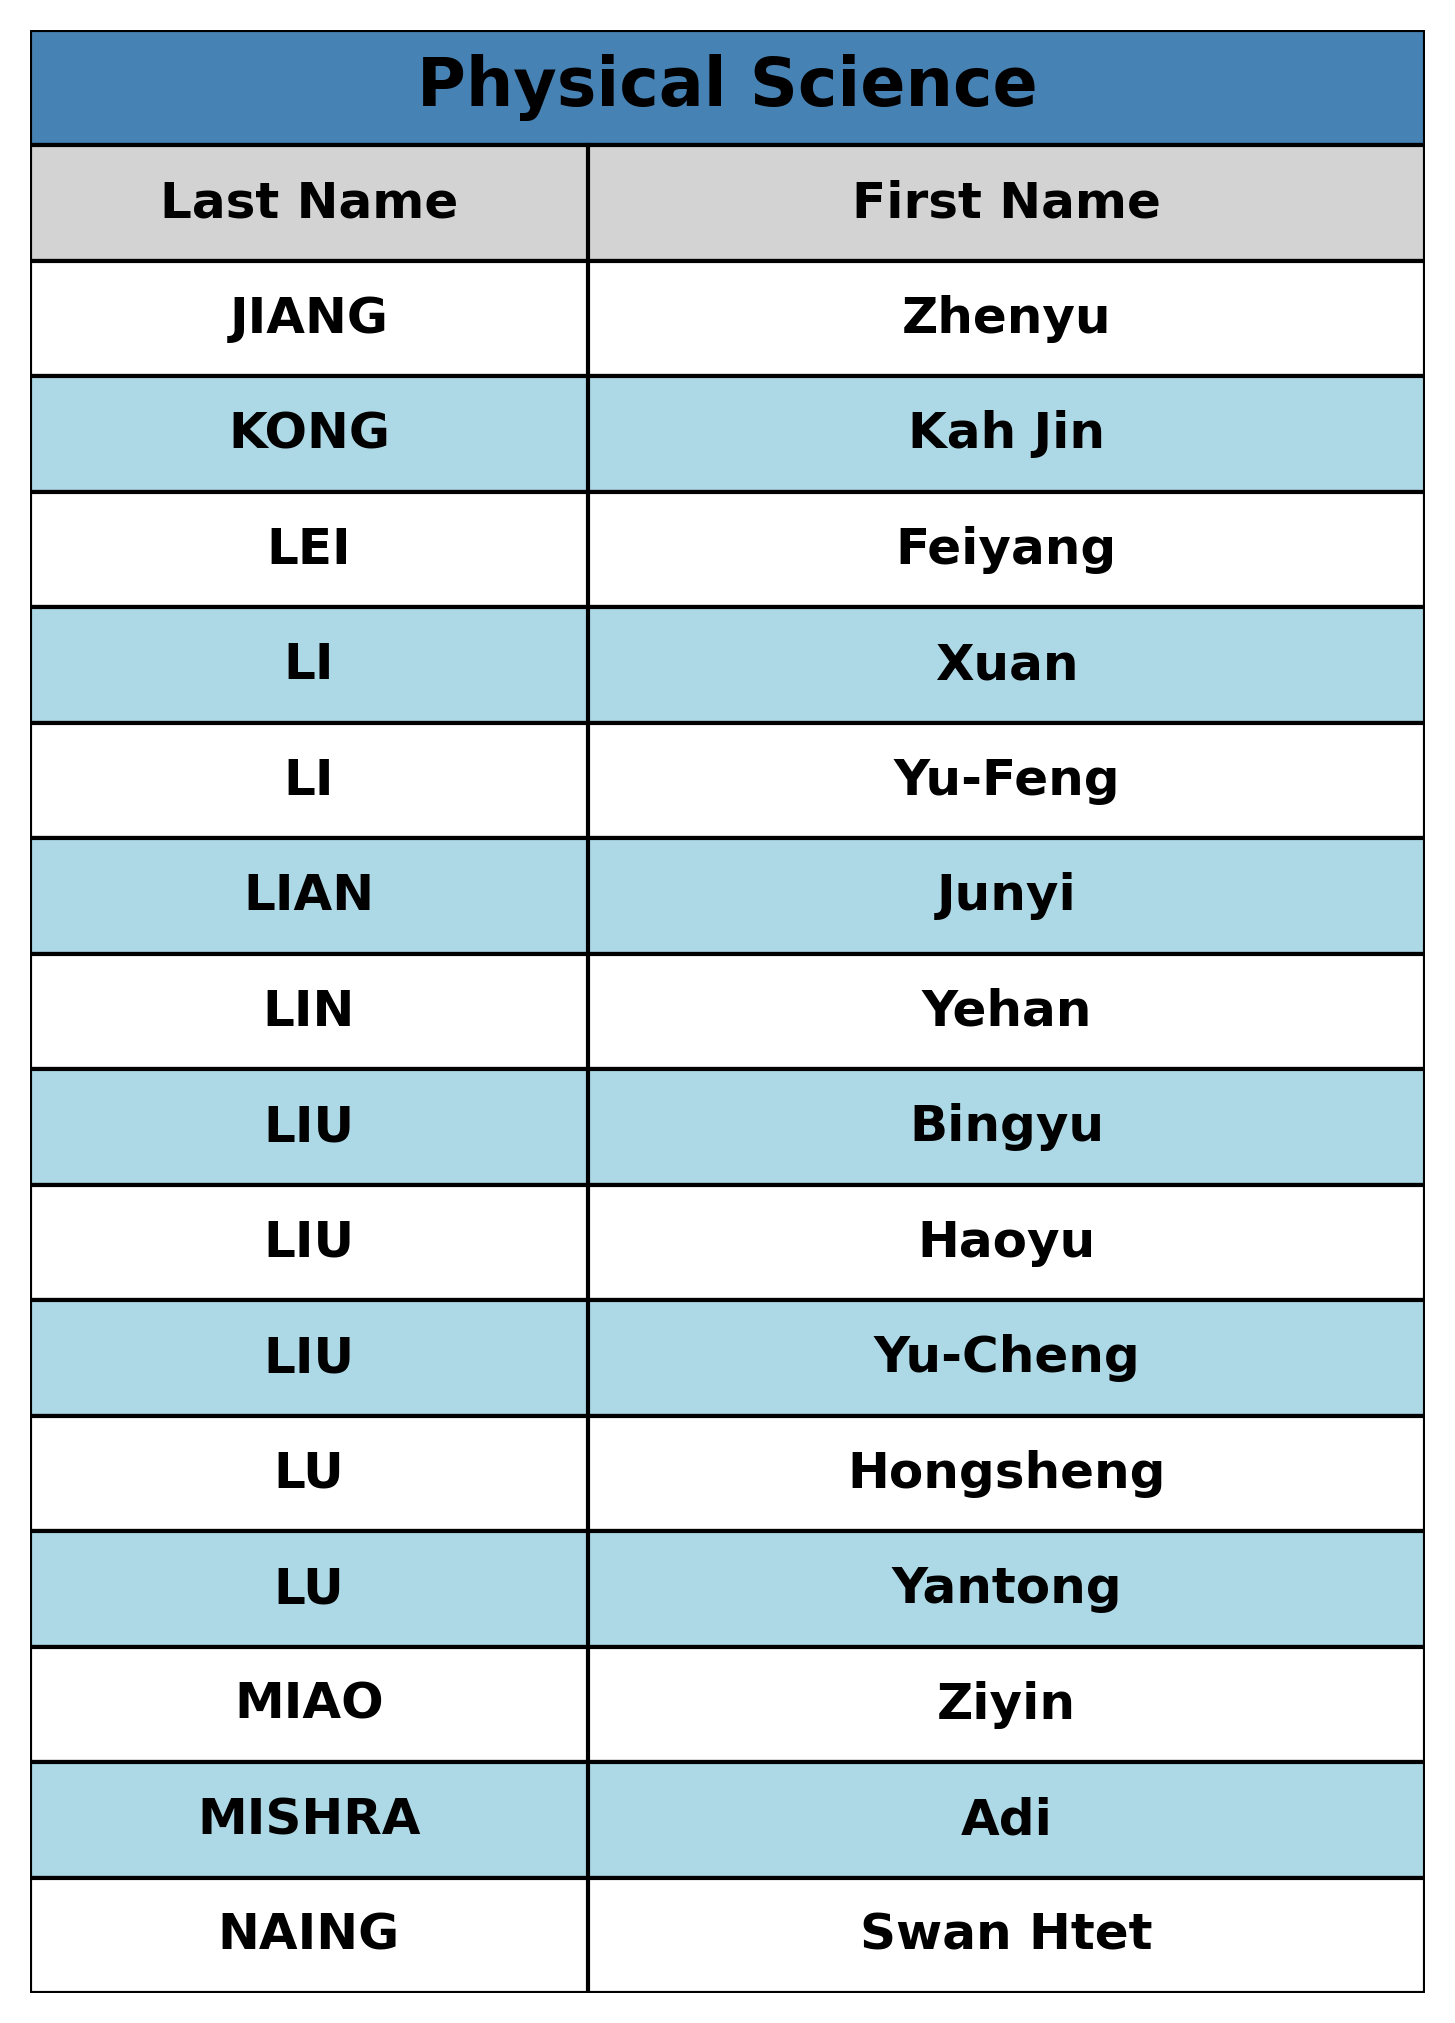 Physical Science
Last Name First Name
JIANG Zhenyu
KONG Kah Jin
LEI Feiyang
LI Xuan
LI Yu-Feng
LIAN Junyi
LIN Yehan
LIU Bingyu
LIU Haoyu
LIU Yu-Cheng
LU Hongsheng
LU Yantong
MIAO Ziyin
MISHRA Adi
NAING Swan Htet